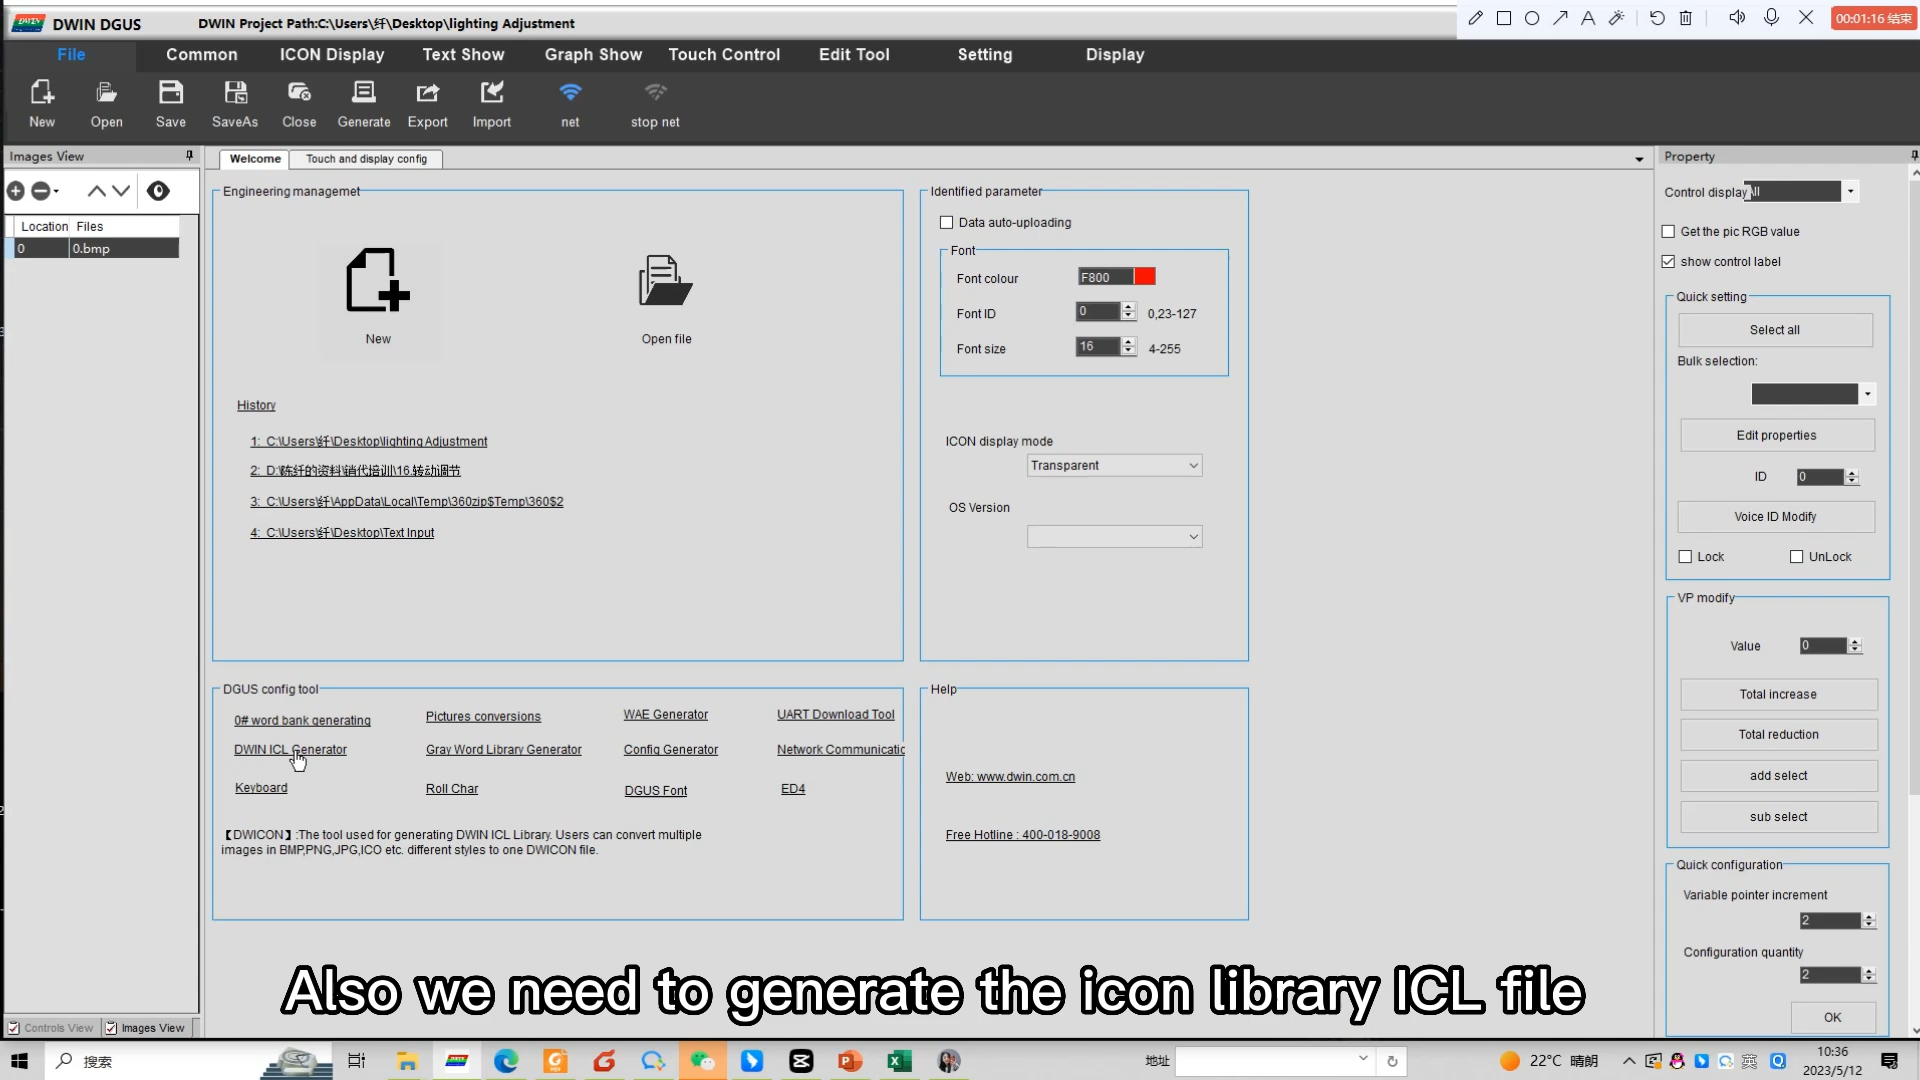 DWIN DGUS
DWIN Project Path:C:\Users\纤\Desktop\lighting Adjustment
00:01:16 结束
File Common ICON Display Text Show Graph Show Touch Control Edit Tool Setting Display
New Open Save SaveAs Close Generate Export Import net stop net
Images View
Location Files
0 0.bmp
Controls View Images View
Welcome Touch and display config
Engineering managemet
New Open file
History
1: C:\Users\纤\Desktop\lighting Adjustment
2: D:\陈纤的资料\销代培训\16.转动调节
3: C:\Users\纤\AppData\Local\Temp\360zip$Temp\360$2
4: C:\Users\纤\Desktop\Text Input
Identified parameter
Data auto-uploading
Font
Font colour F800
Font ID 0 0,23-127
Font size 16 4-255
ICON display mode
Transparent
OS Version
DGUS config tool
0# word bank generating Pictures conversions WAE Generator UART Download Tool
DWIN ICL Generator Gray Word Library Generator Config Generator Network Communicatio
Keyboard Roll Char DGUS Font ED4
【DWICON】:The tool used for generating DWIN ICL Library. Users can convert multiple
images in BMP,PNG,JPG,ICO etc. different styles to one DWICON file.
Help
Web: www.dwin.com.cn
Free Hotline : 400-018-9008
Property
Control display All
Get the pic RGB value
show control label
Quick setting
Select all
Bulk selection:
Edit properties
ID 0
Voice ID Modify
Lock UnLock
VP modify
Value 0
Total increase
Total reduction
add select
sub select
Quick configuration
Variable pointer increment
2
Configuration quantity
2
OK
Also we need to generate the icon library ICL file
搜索
地址
22°C 晴朗
英
10:36
2023/5/12